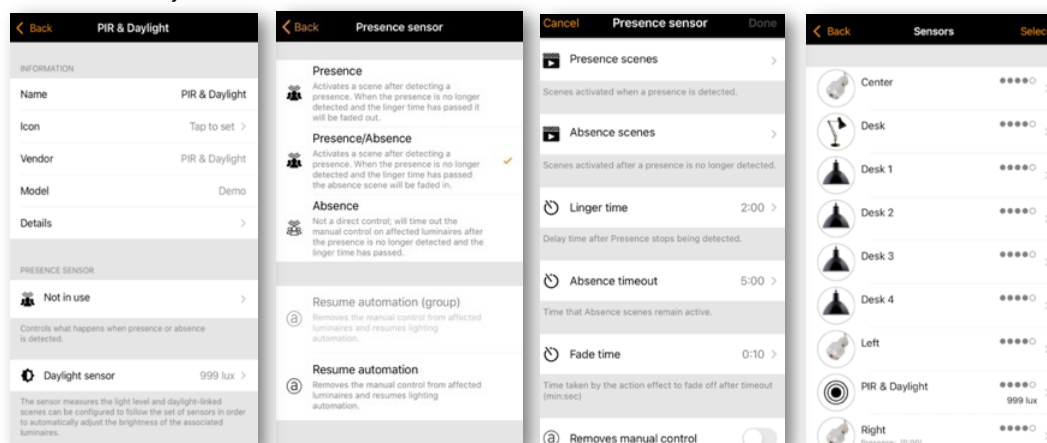 Back PIR & Daylight
INFORMATION
Name PIR & Daylight
Icon Tap to set >
Vendor PIR & Daylight
Model Demo
Details >
PRESENCE SENSOR
Not in use >
Controls what happens when presence or absence
is detected.
Daylight sensor 999 lux >
The sensor measures the light level and daylight-linked
scenes can be configured to follow the set of sensors in order
to automatically adjust the brightness of the associated
luminaires.
Back Presence sensor
Presence
Activates a scene after detecting a
presence. When the presence is no longer
detected and the linger time has passed it
will be faded out.
Presence/Absence
Activates a scene after detecting a
presence. When the presence is no longer
detected and the linger time has passed
the absence scene will be faded in.
Absence
Not a direct control; will time out the
manual control on affected luminaires after
the presence is no longer detected and the
linger time has passed.
Resume automation (group)
Removes the manual control from affected
luminaires and resumes lighting
automation.
Resume automation
Removes the manual control from affected
luminaires and resumes lighting
automation.
Cancel Presence sensor Done
Presence scenes >
Scenes activated when a presence is detected.
Absence scenes >
Scenes activated after a presence is no longer detected.
Linger time 2:00 >
Delay time after Presence stops being detected.
Absence timeout 5:00 >
Time that Absence scenes remain active.
Fade time 0:10 >
Time taken by the action effect to fade off after timeout
(min:sec)
Removes manual control
Back Sensors Select
Center
Desk
Desk 1
Desk 2
Desk 3
Desk 4
Left
PIR & Daylight
999 lux
Right